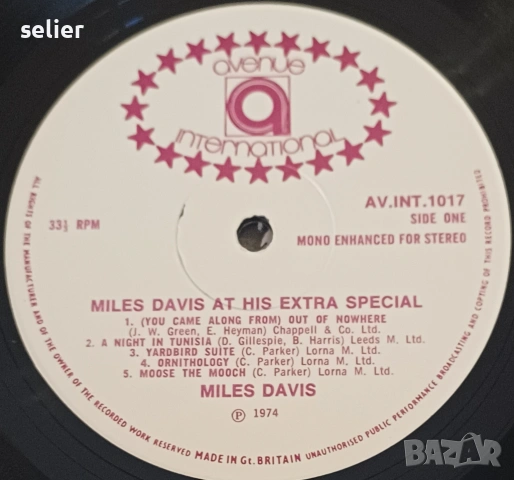 selier
avenue
a
international
33⅓ RPM
AV.INT.1017
SIDE ONE
MONO ENHANCED FOR STEREO
MILES DAVIS AT HIS EXTRA SPECIAL
1. (YOU CAME ALONG FROM) OUT OF NOWHERE
(J. W. Green, E. Heyman) Chappell & Co. Ltd.
2. A NIGHT IN TUNISIA (D. Gillespie, B. Harris) Leeds M. Ltd.
3. YARDBIRD SUITE (C. Parker) Lorna M. Ltd.
4. ORNITHOLOGY (C. Parker) Lorna M. Ltd.
5. MOOSE THE MOOCH (C. Parker) Lorna M. Ltd.
MILES DAVIS
Ⓟ 1974
ALL RIGHTS OF THE MANUFACTURER AND OF THE OWNER OF THE RECORDED WORK RESERVED MADE IN Gt. BRITAIN UNAUTHORISED PUBLIC PERFORMANCE BROADCASTING AND COPYING OF THIS RECORD PROHIBITED
BAZAR
.bg